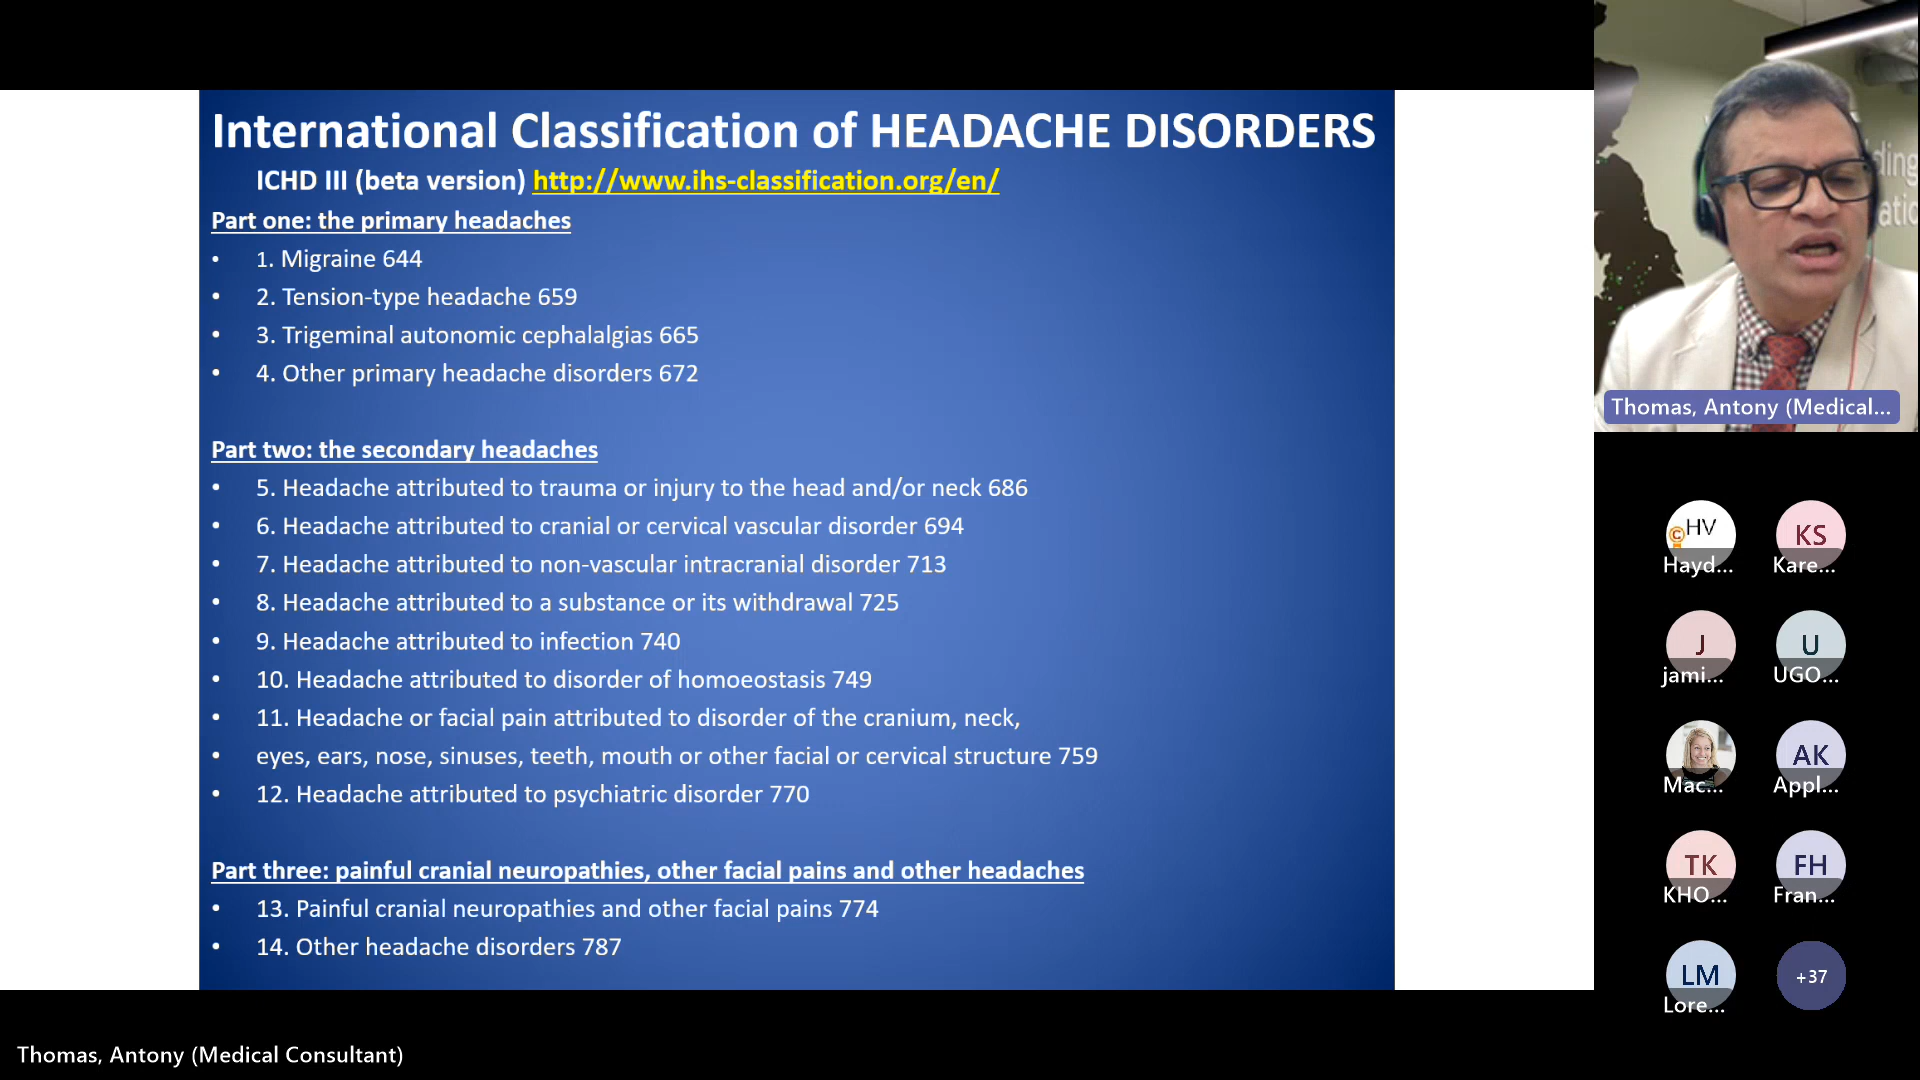 International Classification of HEADACHE DISORDERS
ICHD III (beta version) http://www.ihs-classification.org/en/
Part one: the primary headaches
• 1. Migraine 644
• 2. Tension-type headache 659
• 3. Trigeminal autonomic cephalalgias 665
• 4. Other primary headache disorders 672
Part two: the secondary headaches
• 5. Headache attributed to trauma or injury to the head and/or neck 686
• 6. Headache attributed to cranial or cervical vascular disorder 694
• 7. Headache attributed to non-vascular intracranial disorder 713
• 8. Headache attributed to a substance or its withdrawal 725
• 9. Headache attributed to infection 740
• 10. Headache attributed to disorder of homoeostasis 749
• 11. Headache or facial pain attributed to disorder of the cranium, neck,
• eyes, ears, nose, sinuses, teeth, mouth or other facial or cervical structure 759
• 12. Headache attributed to psychiatric disorder 770
Part three: painful cranial neuropathies, other facial pains and other headaches
• 13. Painful cranial neuropathies and other facial pains 774
• 14. Other headache disorders 787
Thomas, Antony (Medical...
HV
Hayd...
KS
Kare...
J
jami...
U
UGO...
Mac...
AK
Appl...
TK
KHO...
FH
Fran...
LM
Lore...
+37
Thomas, Antony (Medical Consultant)